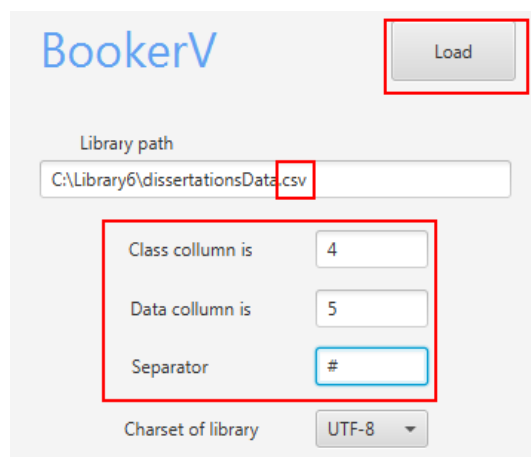 BookerV
Load
Library path
C:\Library6\dissertationsData.csv
Class collumn is 4
Data collumn is 5
Separator #
Charset of library UTF-8